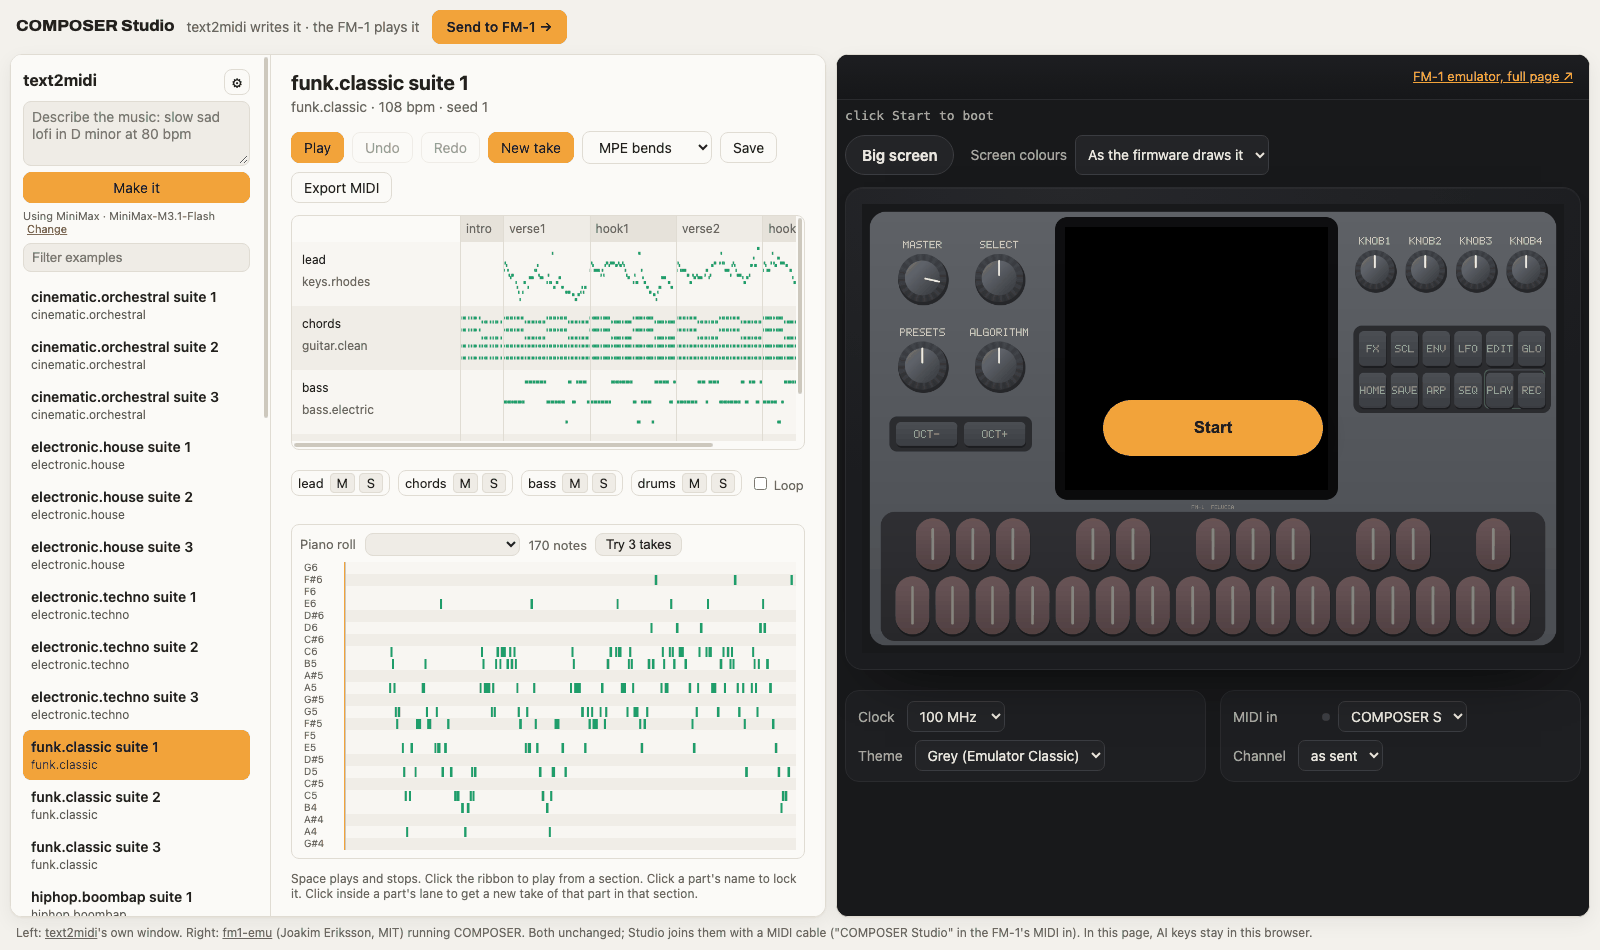 COMPOSER Studio text2midi writes it · the FM-1 plays it Send to FM-1 →
text2midi
⚙
Describe the music: slow sad
lofi in D minor at 80 bpm
Make it
Using MiniMax · MiniMax-M3.1-Flash
Change
Filter examples
cinematic.orchestral suite 1
cinematic.orchestral
cinematic.orchestral suite 2
cinematic.orchestral
cinematic.orchestral suite 3
cinematic.orchestral
electronic.house suite 1
electronic.house
electronic.house suite 2
electronic.house
electronic.house suite 3
electronic.house
electronic.techno suite 1
electronic.techno
electronic.techno suite 2
electronic.techno
electronic.techno suite 3
electronic.techno
funk.classic suite 1
funk.classic
funk.classic suite 2
funk.classic
funk.classic suite 3
funk.classic
hiphop.boombap suite 1
hiphop.boombap
funk.classic suite 1
funk.classic · 108 bpm · seed 1
Play Undo Redo New take MPE bends Save
Export MIDI
intro verse1 hook1 verse2 hook
lead
keys.rhodes
chords
guitar.clean
bass
bass.electric
lead M S chords M S bass M S drums M S Loop
Piano roll 170 notes Try 3 takes
G6
F#6
F6
E6
D#6
D6
C#6
C6
B5
A#5
A5
G#5
G5
F#5
F5
E5
D#5
D5
C#5
C5
B4
A#4
A4
G#4
Space plays and stops. Click the ribbon to play from a section. Click a part's name to lock
it. Click inside a part's lane to get a new take of that part in that section.
FM-1 emulator, full page ↗
click Start to boot
Big screen Screen colours As the firmware draws it
MASTER SELECT
PRESETS ALGORITHM
OCT- OCT+
Start
KNOB1 KNOB2 KNOB3 KNOB4
FX SCL ENV LFO EDIT GLO
HOME SAVE ARP SEQ PLAY REC
Clock 100 MHz
Theme Grey (Emulator Classic)
MIDI in COMPOSER S
Channel as sent
Left: text2midi's own window. Right: fm1-emu (Joakim Eriksson, MIT) running COMPOSER. Both unchanged; Studio joins them with a MIDI cable ("COMPOSER Studio" in the FM-1's MIDI in). In this page, AI keys stay in this browser.